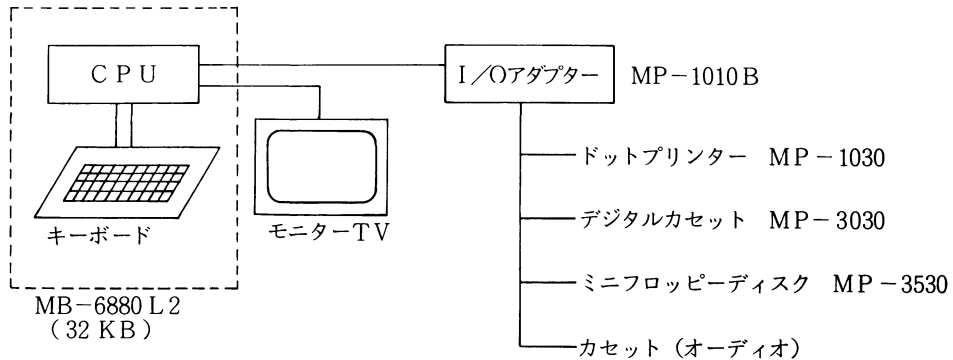 CPU
キーボード
MB-6880L2
(32KB)
モニターTV
I/Oアダプター MP-1010B
ドットプリンター MP-1030
デジタルカセット MP-3030
ミニフロッピーディスク MP-3530
カセット(オーディオ)